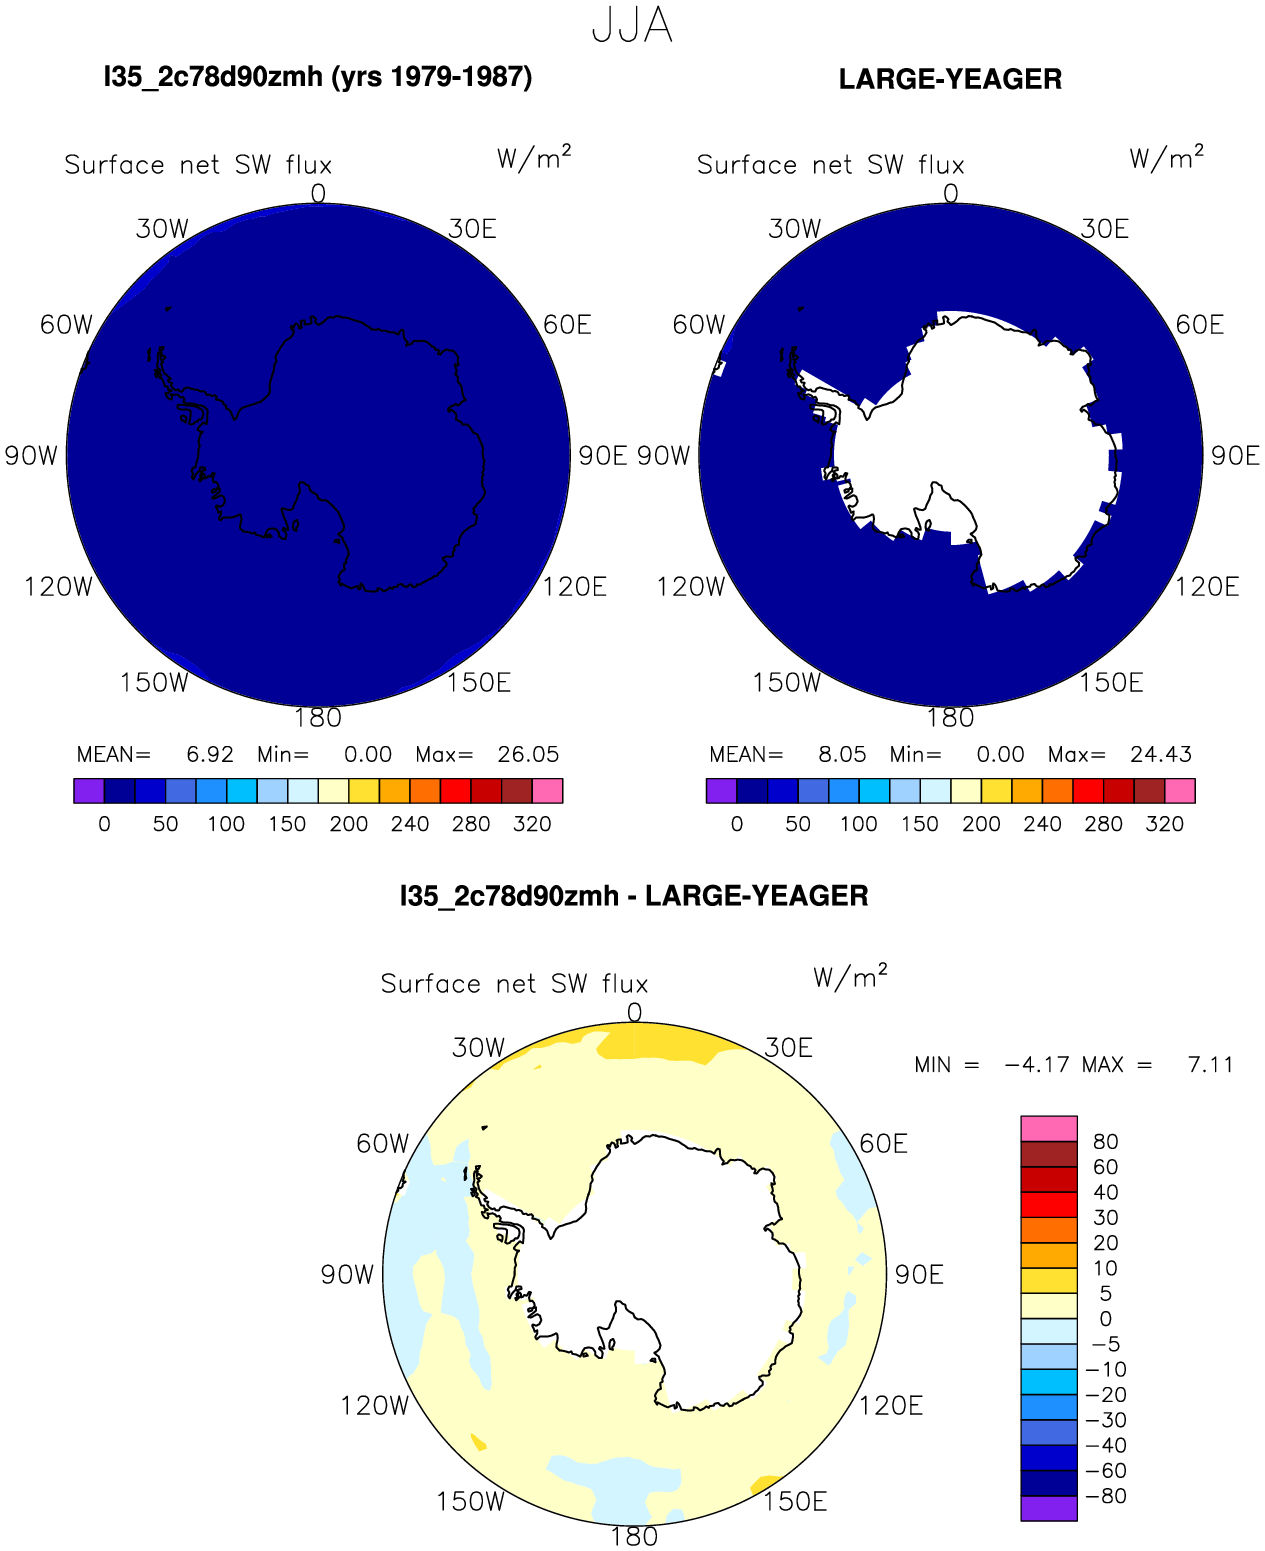 JJA
I35_2c78d90zmh (yrs 1979-1987)
LARGE-YEAGER
Surface net SW flux W/m²
Surface net SW flux W/m²
0
30W 30E
60W 60E
90W 90E
120W 120E
150W 150E
180
0
30W 30E
60W 60E
90W 90E
120W 120E
150W 150E
180
MEAN= 6.92 Min= 0.00 Max= 26.05
0 50 100 150 200 240 280 320
MEAN= 8.05 Min= 0.00 Max= 24.43
0 50 100 150 200 240 280 320
I35_2c78d90zmh - LARGE-YEAGER
Surface net SW flux W/m²
0
30W 30E
60W 60E
90W 90E
120W 120E
150W 150E
180
MIN = -4.17 MAX = 7.11
80
60
40
30
20
10
5
0
-5
-10
-20
-30
-40
-60
-80